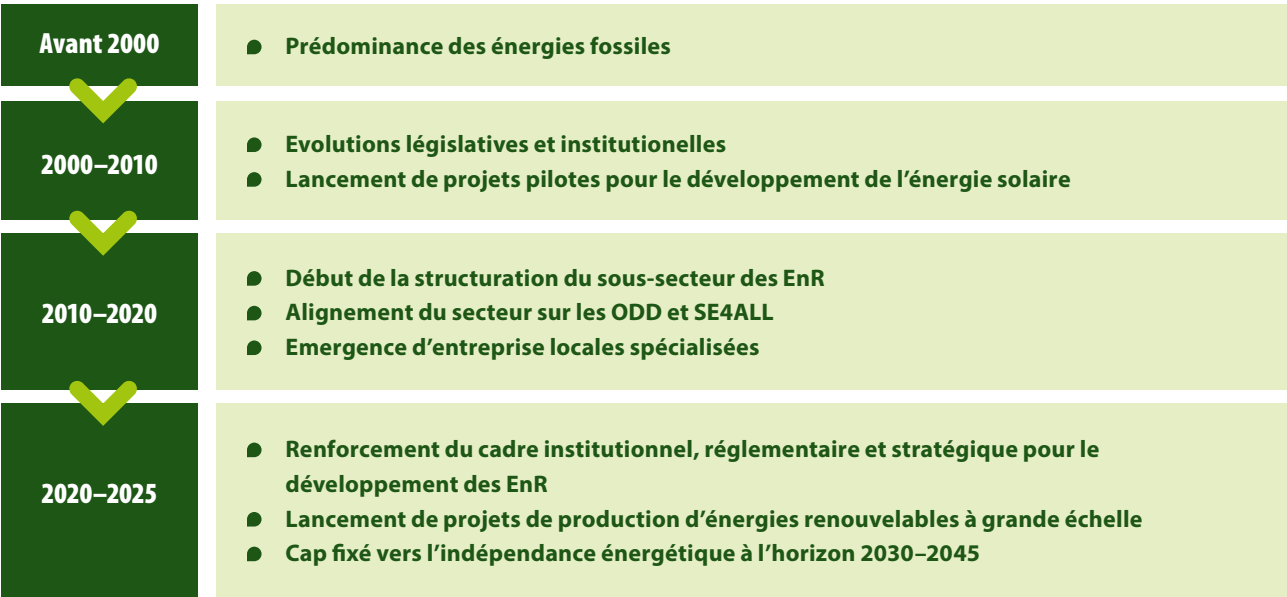 Avant 2000
Prédominance des énergies fossiles
2000–2010
Evolutions législatives et institutionelles
Lancement de projets pilotes pour le développement de l’énergie solaire
2010–2020
Début de la structuration du sous-secteur des EnR
Alignement du secteur sur les ODD et SE4ALL
Emergence d’entreprise locales spécialisées
2020–2025
Renforcement du cadre institutionnel, réglementaire et stratégique pour le
développement des EnR
Lancement de projets de production d’énergies renouvelables à grande échelle
Cap fixé vers l’indépendance énergétique à l’horizon 2030–2045